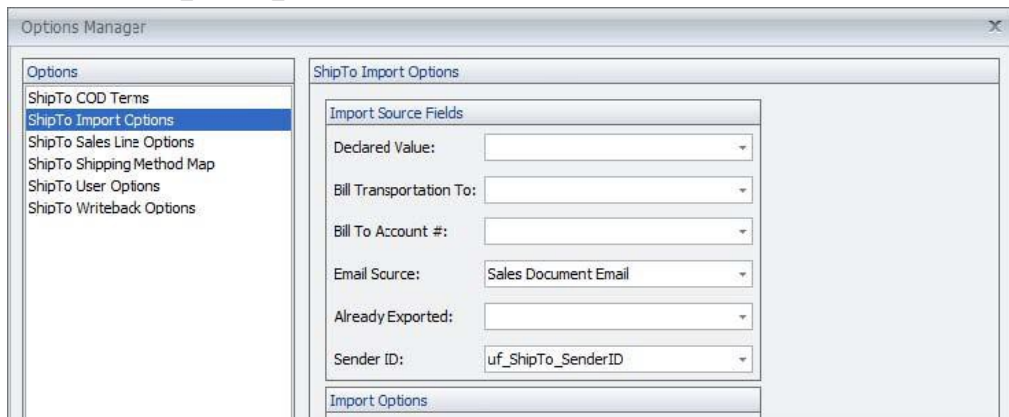 Options Manager
Options
ShipTo COD Terms
ShipTo Import Options
ShipTo Sales Line Options
ShipTo Shipping Method Map
ShipTo User Options
ShipTo Writeback Options
ShipTo Import Options
Import Source Fields
Declared Value:
Bill Transportation To:
Bill To Account #:
Email Source: Sales Document Email
Already Exported:
Sender ID: uf_ShipTo_SenderID
Import Options